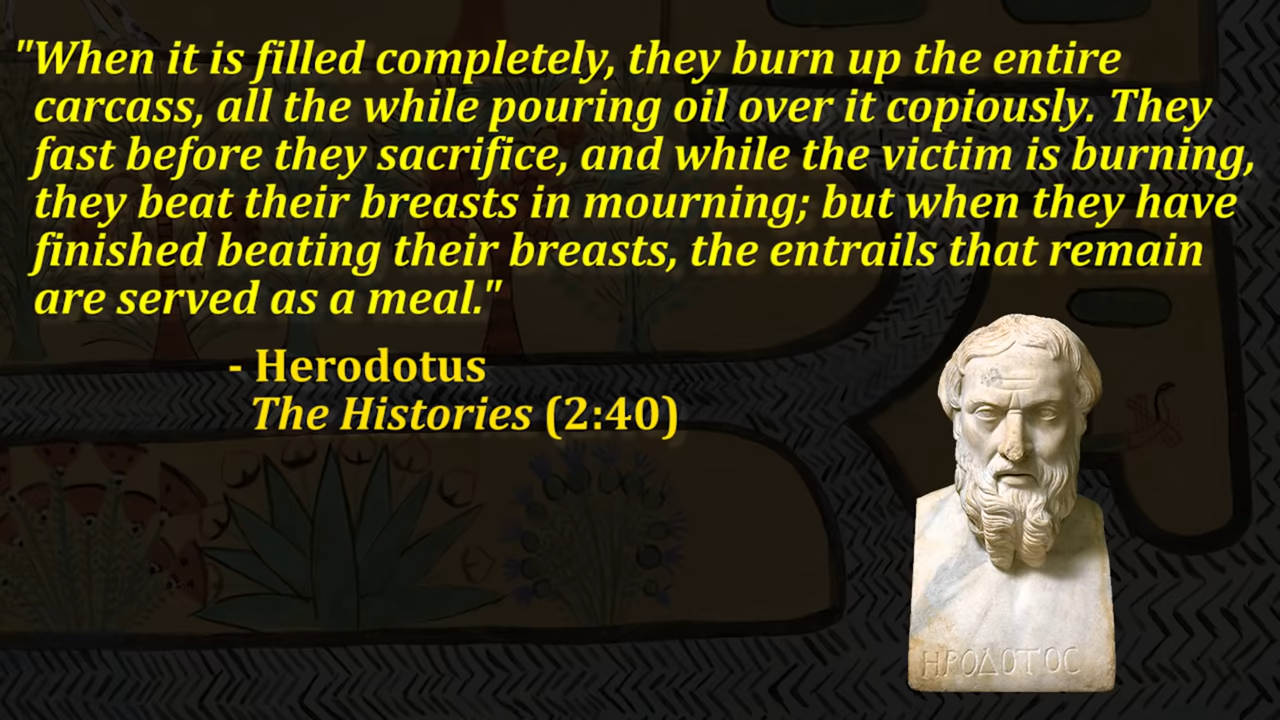 "When it is filled completely, they burn up the entire
carcass, all the while pouring oil over it copiously. They
fast before they sacrifice, and while the victim is burning,
they beat their breasts in mourning; but when they have
finished beating their breasts, the entrails that remain
are served as a meal."
- Herodotus
The Histories (2:40)
ΗΡΟΔΟΤΟC